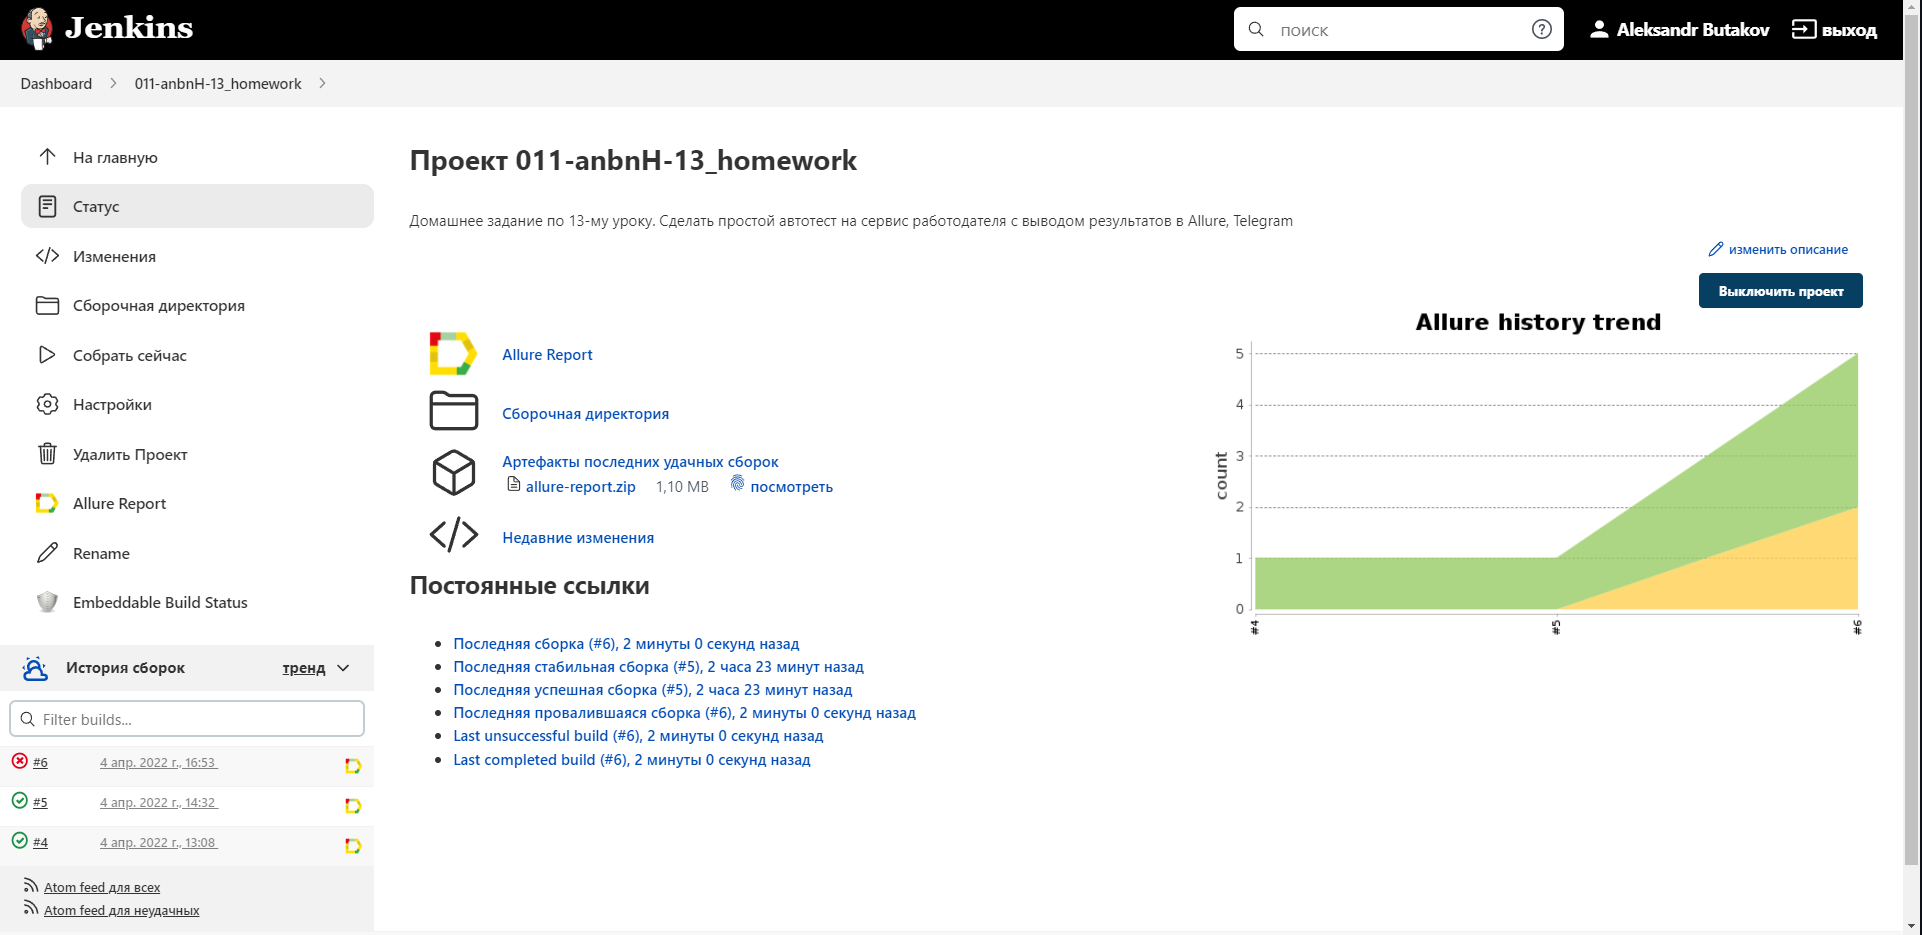 Jenkins
поиск
Aleksandr Butakov
выход
Dashboard
011-anbnH-13_homework
На главную
Статус
Изменения
Сборочная директория
Собрать сейчас
Настройки
Удалить Проект
Allure Report
Rename
Embeddable Build Status
История сборок
тренд
Filter builds...
#6 4 апр. 2022 г., 16:53
#5 4 апр. 2022 г., 14:32
#4 4 апр. 2022 г., 13:08
Atom feed для всех
Atom feed для неудачных
Проект 011-anbnH-13_homework
Домашнее задание по 13-му уроку. Сделать простой автотест на сервис работодателя с выводом результатов в Allure, Telegram
изменить описание
Выключить проект
Allure Report
Сборочная директория
Артефакты последних удачных сборок
allure-report.zip 1,10 MB посмотреть
Недавние изменения
Постоянные ссылки
Последняя сборка (#6), 2 минуты 0 секунд назад
Последняя стабильная сборка (#5), 2 часа 23 минут назад
Последняя успешная сборка (#5), 2 часа 23 минут назад
Последняя провалившаяся сборка (#6), 2 минуты 0 секунд назад
Last unsuccessful build (#6), 2 минуты 0 секунд назад
Last completed build (#6), 2 минуты 0 секунд назад
Allure history trend
count
5
4
3
2
1
0
#4
#5
#6